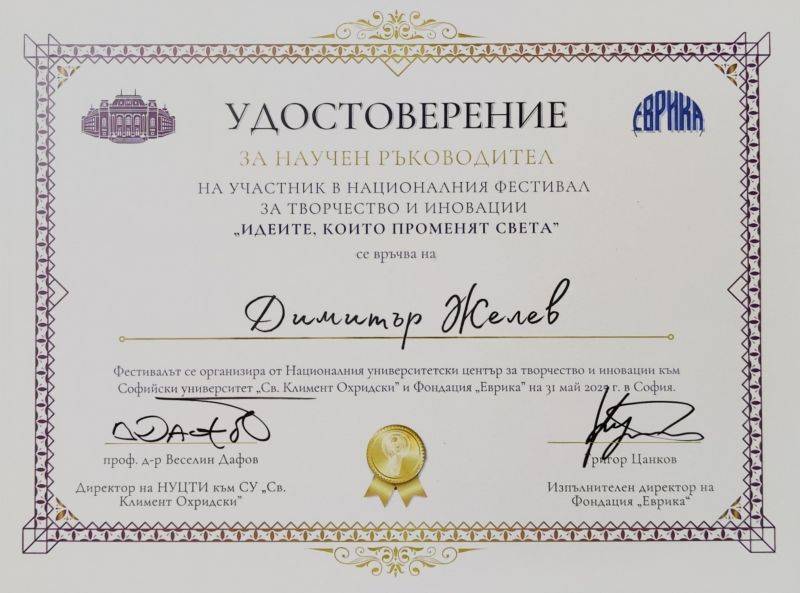 УДОСТОВЕРЕНИЕ
ЕВРИКА
ЗА НАУЧЕН РЪКОВОДИТЕЛ
НА УЧАСТНИК В НАЦИОНАЛНИЯ ФЕСТИВАЛ
ЗА ТВОРЧЕСТВО И ИНОВАЦИИ
„ИДЕИТЕ, КОИТО ПРОМЕНЯТ СВЕТА”
се връчва на
Димитър Желев
Фестивалът се организира от Националния университетски център за творчество и иновации към
Софийски университет „Св. Климент Охридски” и Фондация „Еврика” на 31 май г. в София.
проф. д-р Веселин Дафов
Григор Цанков
Директор на НУЦТИ към СУ „Св.
Климент Охридски”
Изпълнителен директор на
Фондация „Еврика“